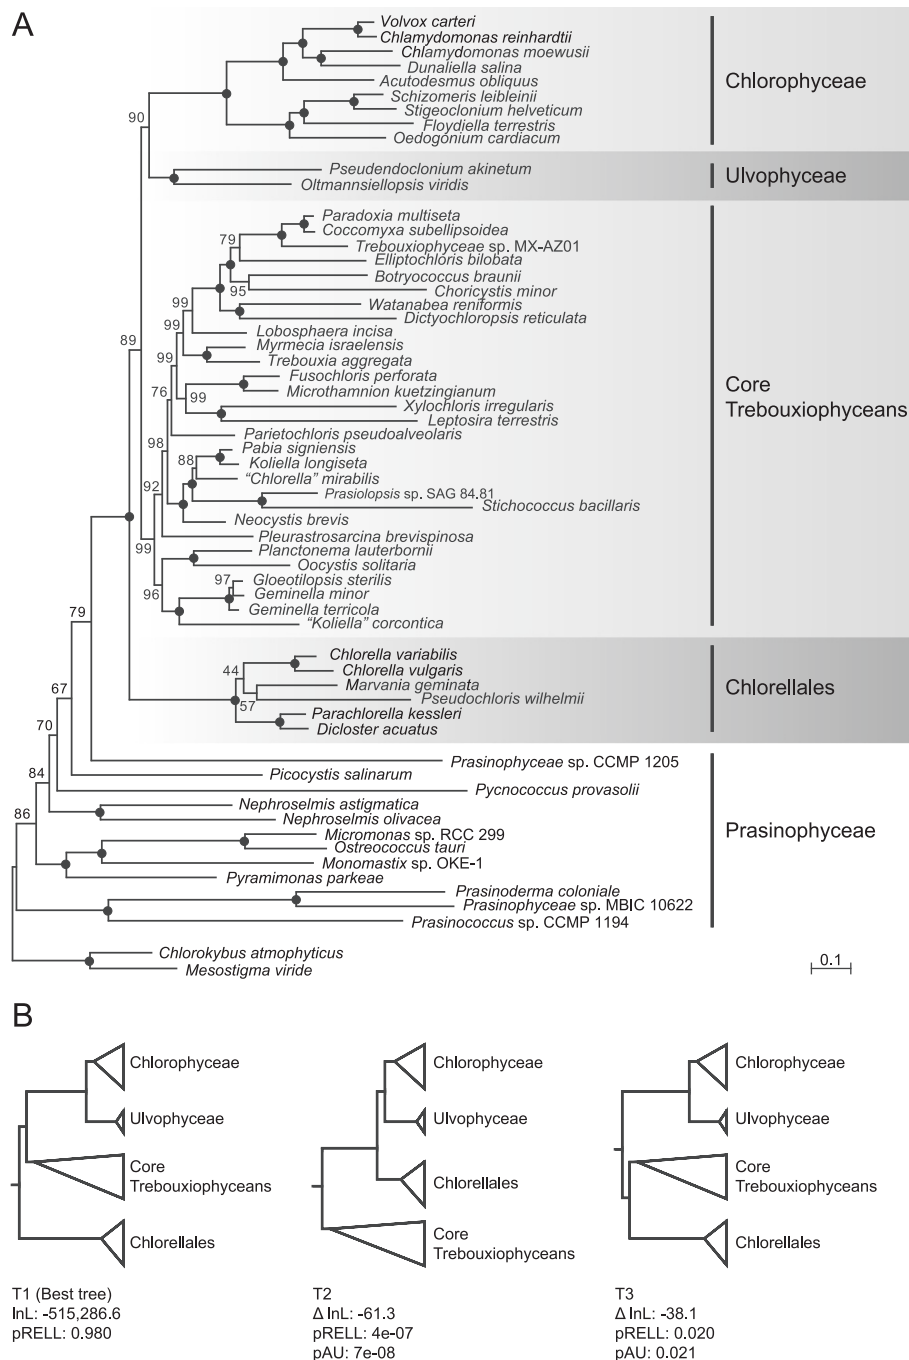 A
Volvox carteri
Chlamydomonas reinhardtii
Chlamydomonas moewusii
Dunaliella salina
Acutodesmus obliquus
Schizomeris leibleinii
Stigeoclonium helveticum
Floydiella terrestris
Oedogonium cardiacum
Chlorophyceae
90
Pseudendoclonium akinetum
Oltmannsiellopsis viridis
Ulvophyceae
Paradoxia multiseta
Coccomyxa subellipsoidea
79
Trebouxiophyceae sp. MX-AZ01
Elliptochloris bilobata
Botryococcus braunii
95
Choricystis minor
Watanabea reniformis
99
Dictyochloropsis reticulata
99
Lobosphaera incisa
89
Myrmecia israelensis
99
Trebouxia aggregata
Fusochloris perforata
Microthamnion kuetzingianum
76
99
Xylochloris irregularis
Leptosira terrestris
Parietochloris pseudoalveolaris
98
Pabia signiensis
88
Koliella longiseta
"Chlorella" mirabilis
92
Prasiolopsis sp. SAG 84.81
Stichococcus bacillaris
Neocystis brevis
Pleurastrosarcina brevispinosa
99
Planctonema lauterbornii
Oocystis solitaria
97
Gloeotilopsis sterilis
96
Geminella minor
Geminella terricola
"Koliella" corcontica
Core
Trebouxiophyceans
79
Chlorella variabilis
44
Chlorella vulgaris
Marvania geminata
57
Pseudochloris wilhelmii
Parachlorella kessleri
Dicloster acuatus
Chlorellales
67
70
Prasinophyceae sp. CCMP 1205
84
Picocystis salinarum
Pycnococcus provasolii
86
Nephroselmis astigmatica
Nephroselmis olivacea
Micromonas sp. RCC 299
Ostreococcus tauri
Monomastix sp. OKE-1
Pyramimonas parkeae
Prasinoderma coloniale
Prasinophyceae sp. MBIC 10622
Prasinococcus sp. CCMP 1194
Prasinophyceae
Chlorokybus atmophyticus
Mesostigma viride
0.1
B
Chlorophyceae
Ulvophyceae
Core
Trebouxiophyceans
Chlorellales
T1 (Best tree)
lnL: -515,286.6
pRELL: 0.980
Chlorophyceae
Ulvophyceae
Chlorellales
Core
Trebouxiophyceans
T2
Δ lnL: -61.3
pRELL: 4e-07
pAU: 7e-08
Chlorophyceae
Ulvophyceae
Core
Trebouxiophyceans
Chlorellales
T3
Δ lnL: -38.1
pRELL: 0.020
pAU: 0.021